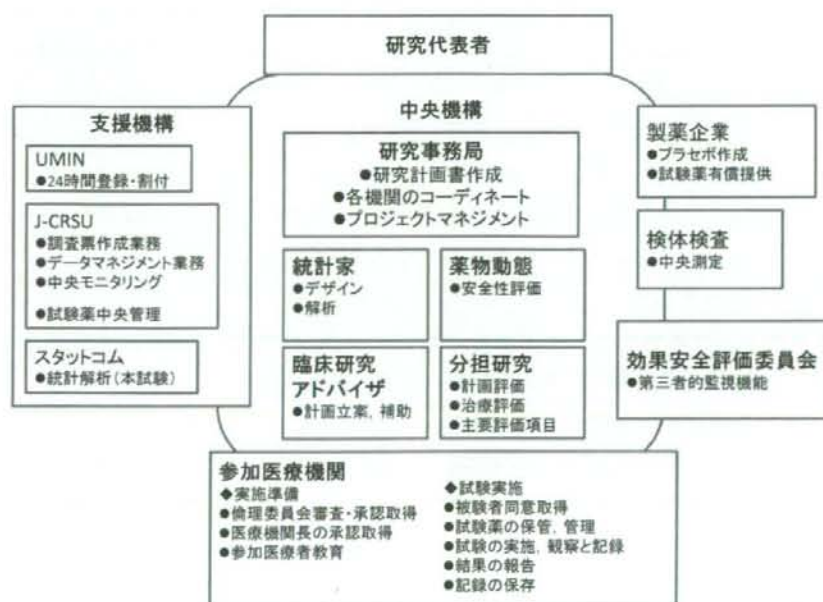 研究代表者
支援機構
UMIN
●24時間登録・割付
J-CRSU
●調査票作成業務
●データマネジメント業務
●中央モニタリング
●試験薬中央管理
スタットコム
●統計解析(本試験)
中央機構
研究事務局
●研究計画書作成
●各機関のコーディネート
●プロジェクトマネジメント
統計家
●デザイン
●解析
薬物動態
●安全性評価
臨床研究
アドバイザ
●計画立案, 補助
分担研究
●計画評価
●治療評価
●主要評価項目
製薬企業
●プラセボ作成
●試験薬有償提供
検体検査
●中央測定
効果安全評価委員会
●第三者的監視機能
参加医療機関
◆実施準備
●倫理委員会審査・承認取得
●医療機関長の承認取得
●参加医療者教育
◆試験実施
●被験者同意取得
●試験薬の保管, 管理
●試験の実施, 観察と記録
●結果の報告
●記録の保存